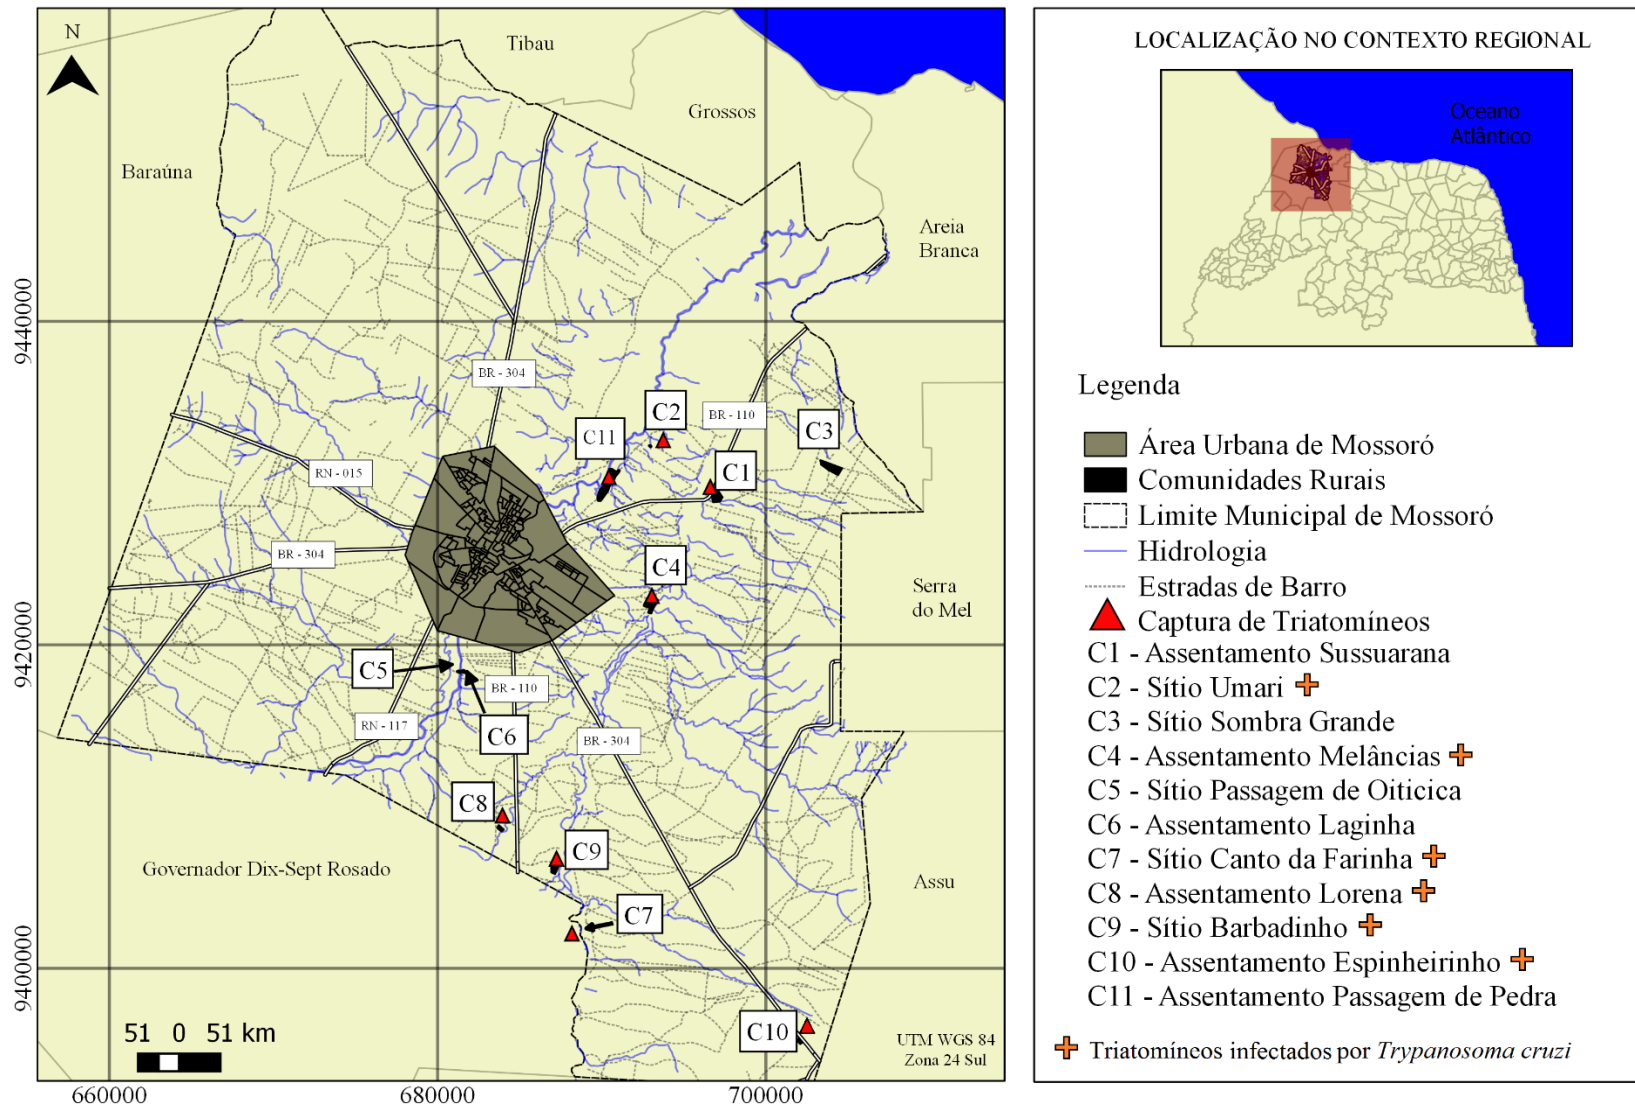 N
Tibau
Grossos
Baraúna
Areia
Branca
9440000
BR - 304
C2
BR - 110
C3
C11
C1
RN - 015
BR - 304
C4
Serra
do Mel
9420000
C5
BR - 110
RN - 117
C6
BR - 304
C8
C9
Governador Dix-Sept Rosado
Assu
C7
9400000
C10
51 0 51 km
UTM WGS 84
Zona 24 Sul
660000
680000
700000
LOCALIZAÇÃO NO CONTEXTO REGIONAL
Oceano
Atlântico
Legenda
Área Urbana de Mossoró
Comunidades Rurais
Limite Municipal de Mossoró
Hidrologia
Estradas de Barro
Captura de Triatomíneos
C1 - Assentamento Sussuarana
C2 - Sítio Umari
C3 - Sítio Sombra Grande
C4 - Assentamento Melâncias
C5 - Sítio Passagem de Oiticica
C6 - Assentamento Laginha
C7 - Sítio Canto da Farinha
C8 - Assentamento Lorena
C9 - Sítio Barbadinho
C10 - Assentamento Espinheirinho
C11 - Assentamento Passagem de Pedra
Triatomíneos infectados por Trypanosoma cruzi